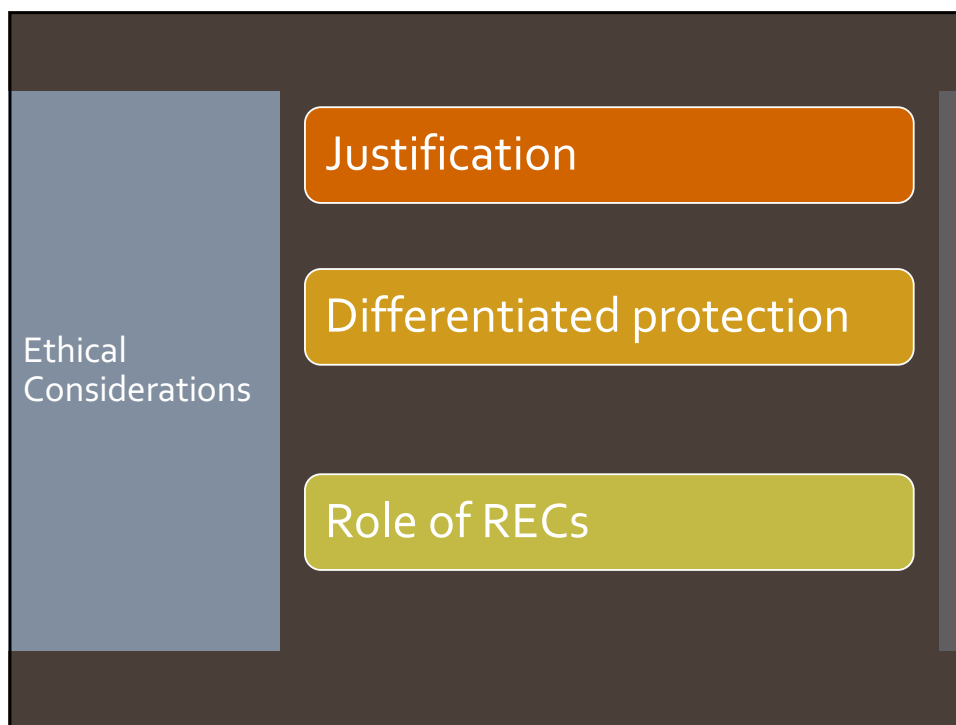 Ethical
Considerations
Justification
Differentiated protection
Role of RECs